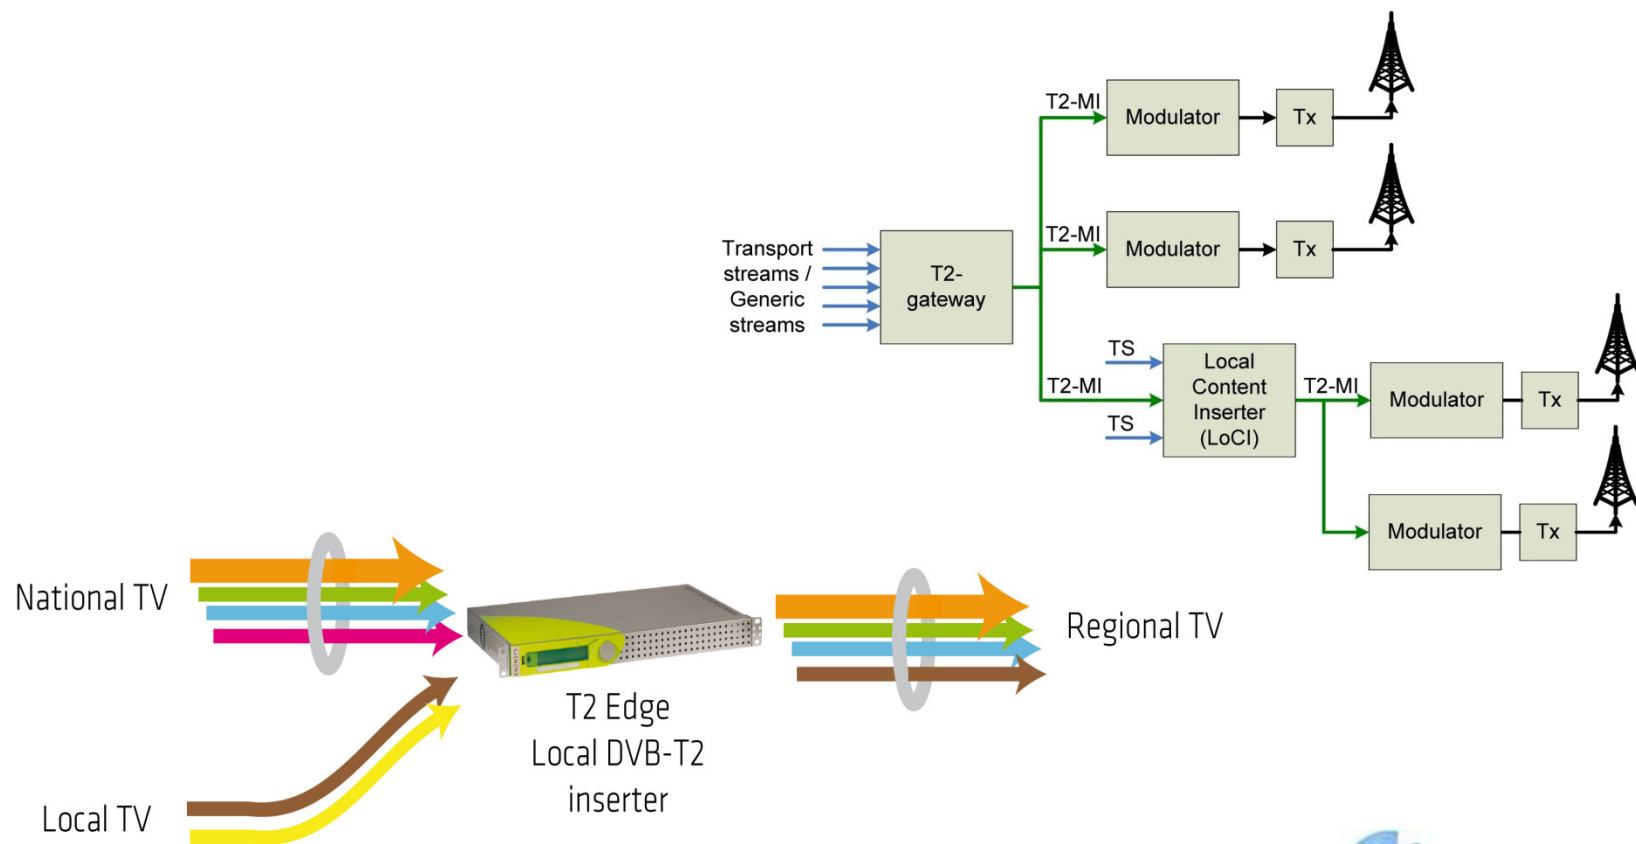 T2-MI
Modulator
Tx
T2-MI
Modulator
Tx
Transport
streams /
Generic
streams
T2-
gateway
TS
T2-MI
TS
Local
Content
Inserter
(LoCI)
T2-MI
Modulator
Tx
Modulator
Tx
National TV
Local TV
ENENSYS
T2 Edge
Local DVB-T2
inserter
Regional TV